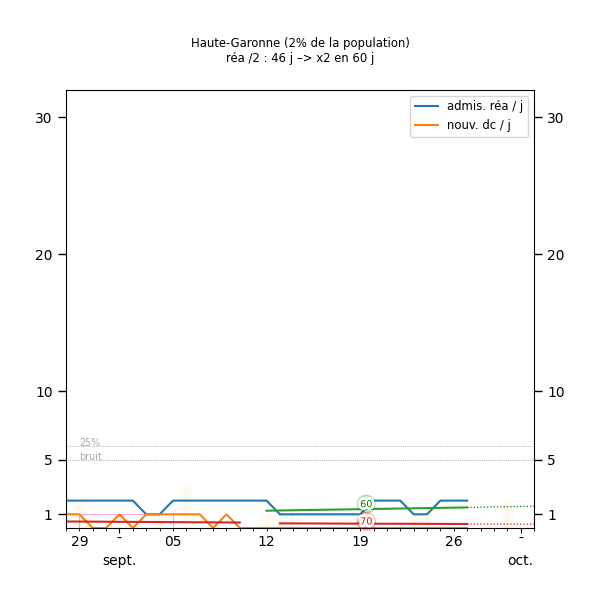 Haute-Garonne (2% de la population)
réa /2 : 46 j –> x2 en 60 j
admis. réa / j
nouv. dc / j
30 30
20 20
10 10
25%
bruit
5 5
60
70
1 1
29 - 05 12 19 26 -
sept. oct.